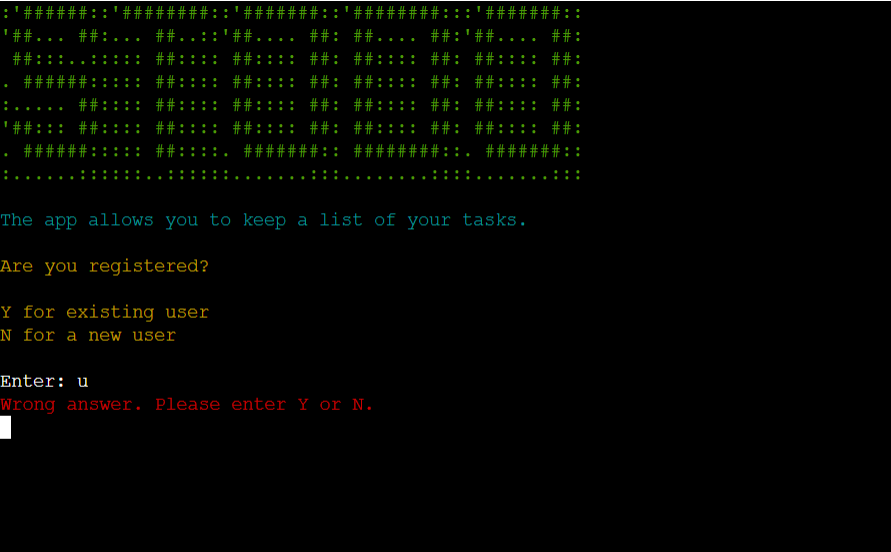 :'######::'########::'#######::'########:::'#######::
'##... ##:... ##..::'##.... ##: ##.... ##:'##.... ##:
 ##:::..::::: ##:::: ##:::: ##: ##:::: ##: ##:::: ##:
. ######::::: ##:::: ##:::: ##: ##:::: ##: ##:::: ##:
:..... ##:::: ##:::: ##:::: ##: ##:::: ##: ##:::: ##:
'##::: ##:::: ##:::: ##:::: ##: ##:::: ##: ##:::: ##:
. ######::::: ##::::. #######:: ########::. #######::
:......::::::..::::::.......:::........::::.......:::
The app allows you to keep a list of your tasks.
Are you registered?
Y for existing user
N for a new user
Enter: u
Wrong answer. Please enter Y or N.